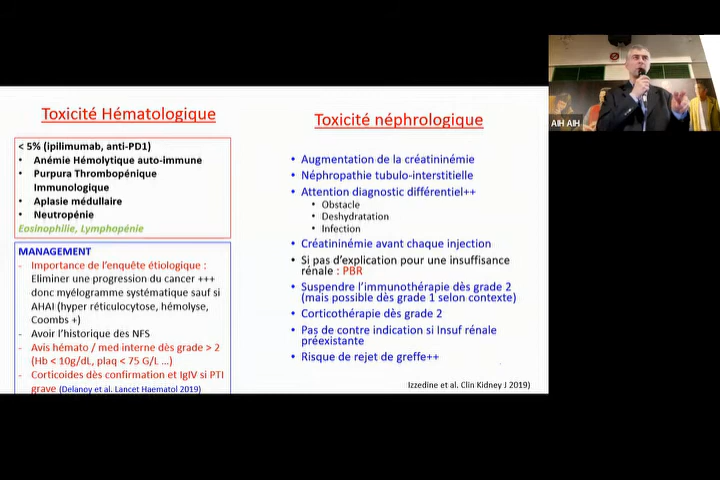 Toxicité Hématologique
< 5% (ipilimumab, anti-PD1)
• Anémie Hémolytique auto-immune
• Purpura Thrombopénique
Immunologique
• Aplasie médullaire
• Neutropénie
Eosinophilie, Lymphopénie
MANAGEMENT
- Importance de l'enquête étiologique :
Eliminer une progression du cancer +++
donc myélogramme systématique sauf si
AHAI (hyper réticulocytose, hémolyse,
Coombs +)
- Avoir l'historique des NFS
- Avis hémato / med interne dès grade > 2
(Hb < 10g/dL, plaq < 75 G/L ...)
- Corticoides dès confirmation et IgIV si PTI
grave (Delanoy et al. Lancet Haematol 2019)
Toxicité néphrologique
• Augmentation de la créatininémie
• Néphropathie tubulo-interstitielle
• Attention diagnostic différentiel++
• Obstacle
• Deshydratation
• Infection
• Créatininémie avant chaque injection
• Si pas d'explication pour une insuffisance
rénale : PBR
• Suspendre l'immunothérapie dès grade 2
(mais possible dès grade 1 selon contexte)
• Corticothérapie dès grade 2
• Pas de contre indication si Insuf rénale
préexistante
• Risque de rejet de greffe++
Izzedine et al. Clin Kidney J 2019)
AIH AIH